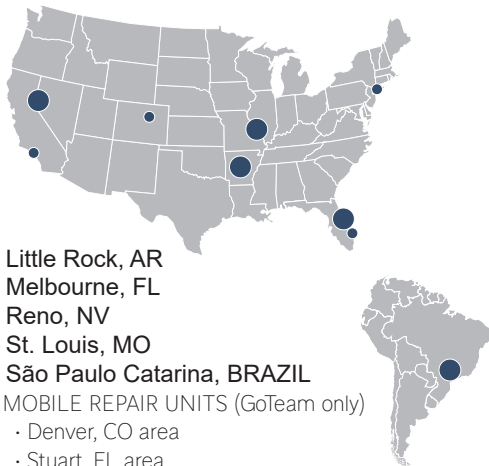 Little Rock, AR
Melbourne, FL
Reno, NV
St. Louis, MO
São Paulo Catarina, BRAZIL
MOBILE REPAIR UNITS (GoTeam only)
· Denver, CO area
· Stuart, FL area